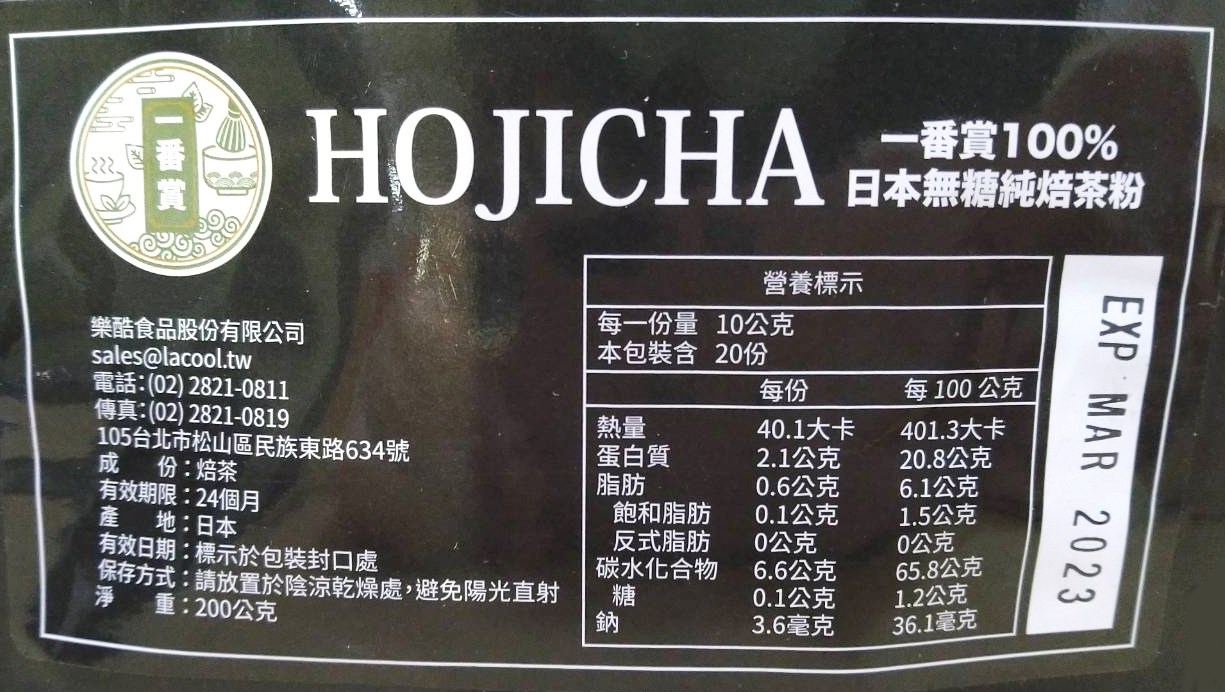 一番賞
HOJICHA
一番賞100%
日本無糖純焙茶粉
樂酷食品股份有限公司
sales@lacool.tw
電話:(02) 2821-0811
傳真:(02) 2821-0819
105台北市松山區民族東路634號
成 份:焙茶
有效期限:24個月
產 地:日本
有效日期:標示於包裝封口處
保存方式:請放置於陰涼乾燥處,避免陽光直射
淨 重:200公克
營養標示
每一份量 10公克
本包裝含 20份
每份 每 100 公克
熱量 40.1大卡 401.3大卡
蛋白質 2.1公克 20.8公克
脂肪 0.6公克 6.1公克
飽和脂肪 0.1公克 1.5公克
反式脂肪 0公克 0公克
碳水化合物 6.6公克 65.8公克
糖 0.1公克 1.2公克
鈉 3.6毫克 36.1毫克
EXP MAR 2023